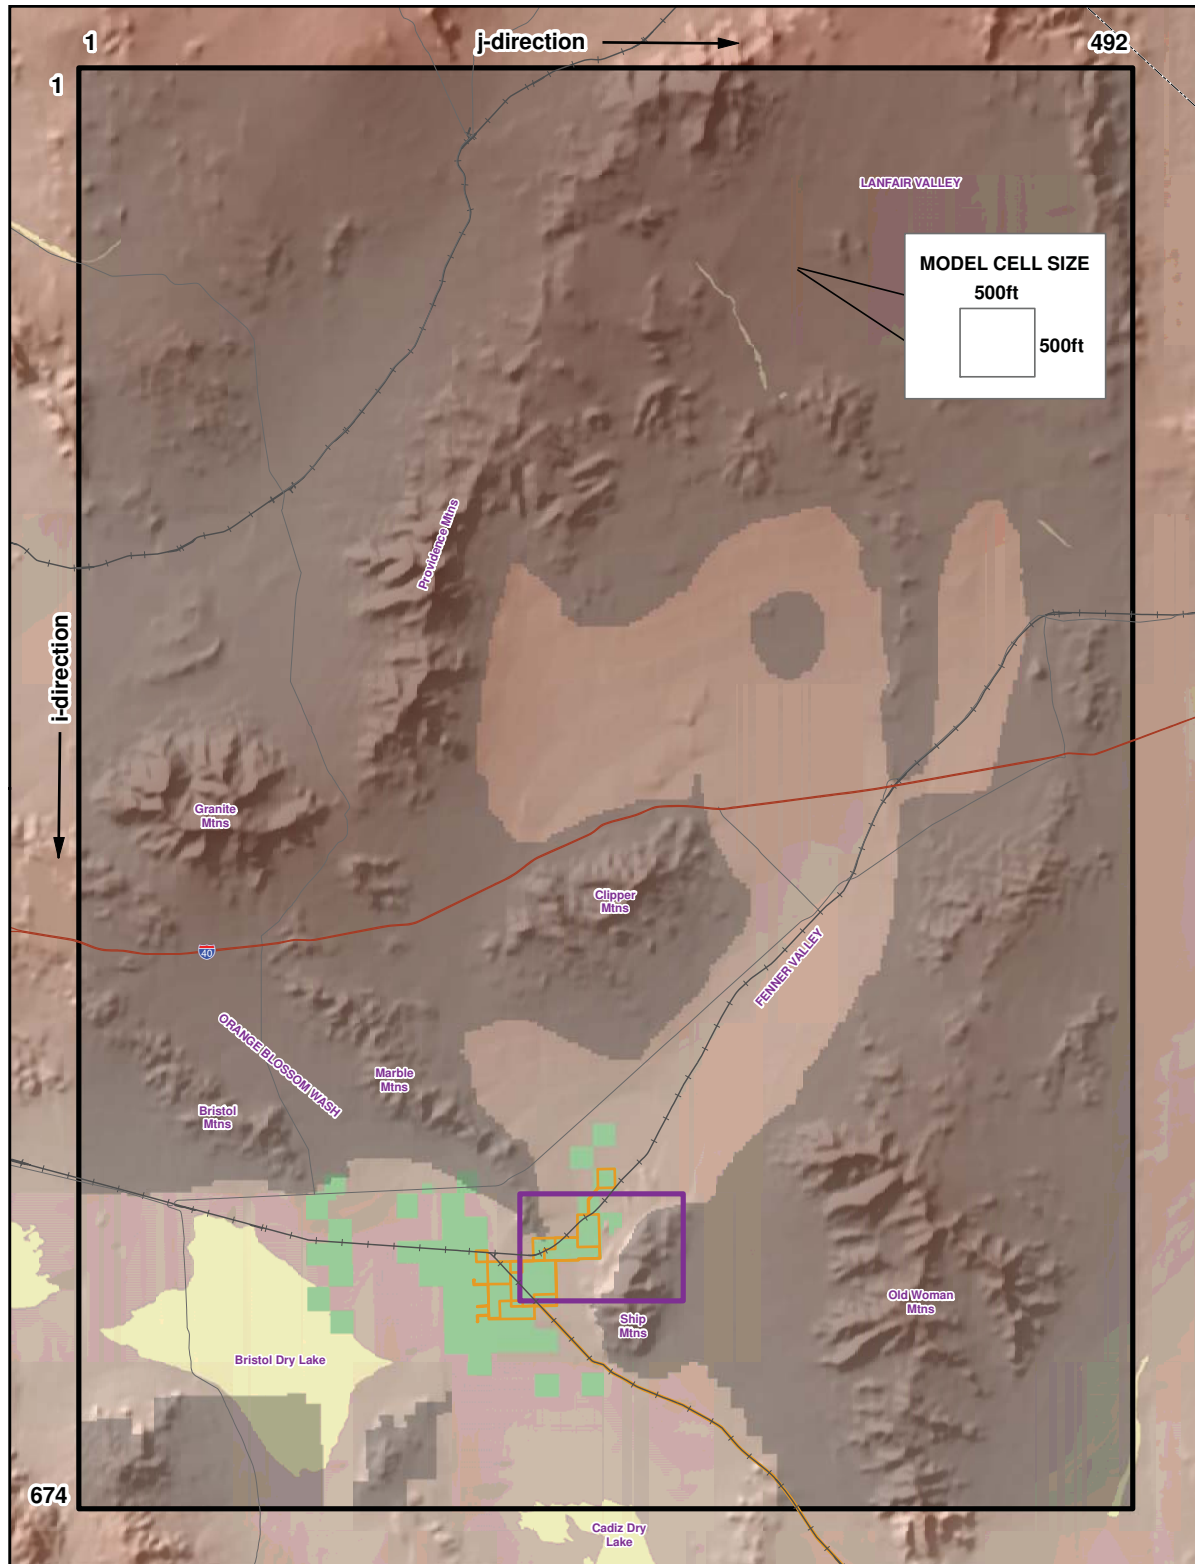 1
j-direction
492
1
LANFAIR VALLEY
MODEL CELL SIZE
500ft
500ft
Providence Mtns
i-direction
Granite
Mtns
Clipper
Mtns
40
FENNER VALLEY
ORANGE BLOSSOM WASH
Marble
Mtns
Bristol
Mtns
Old Woman
Mtns
Ship
Mtns
Bristol Dry Lake
674
Cadiz Dry
Lake